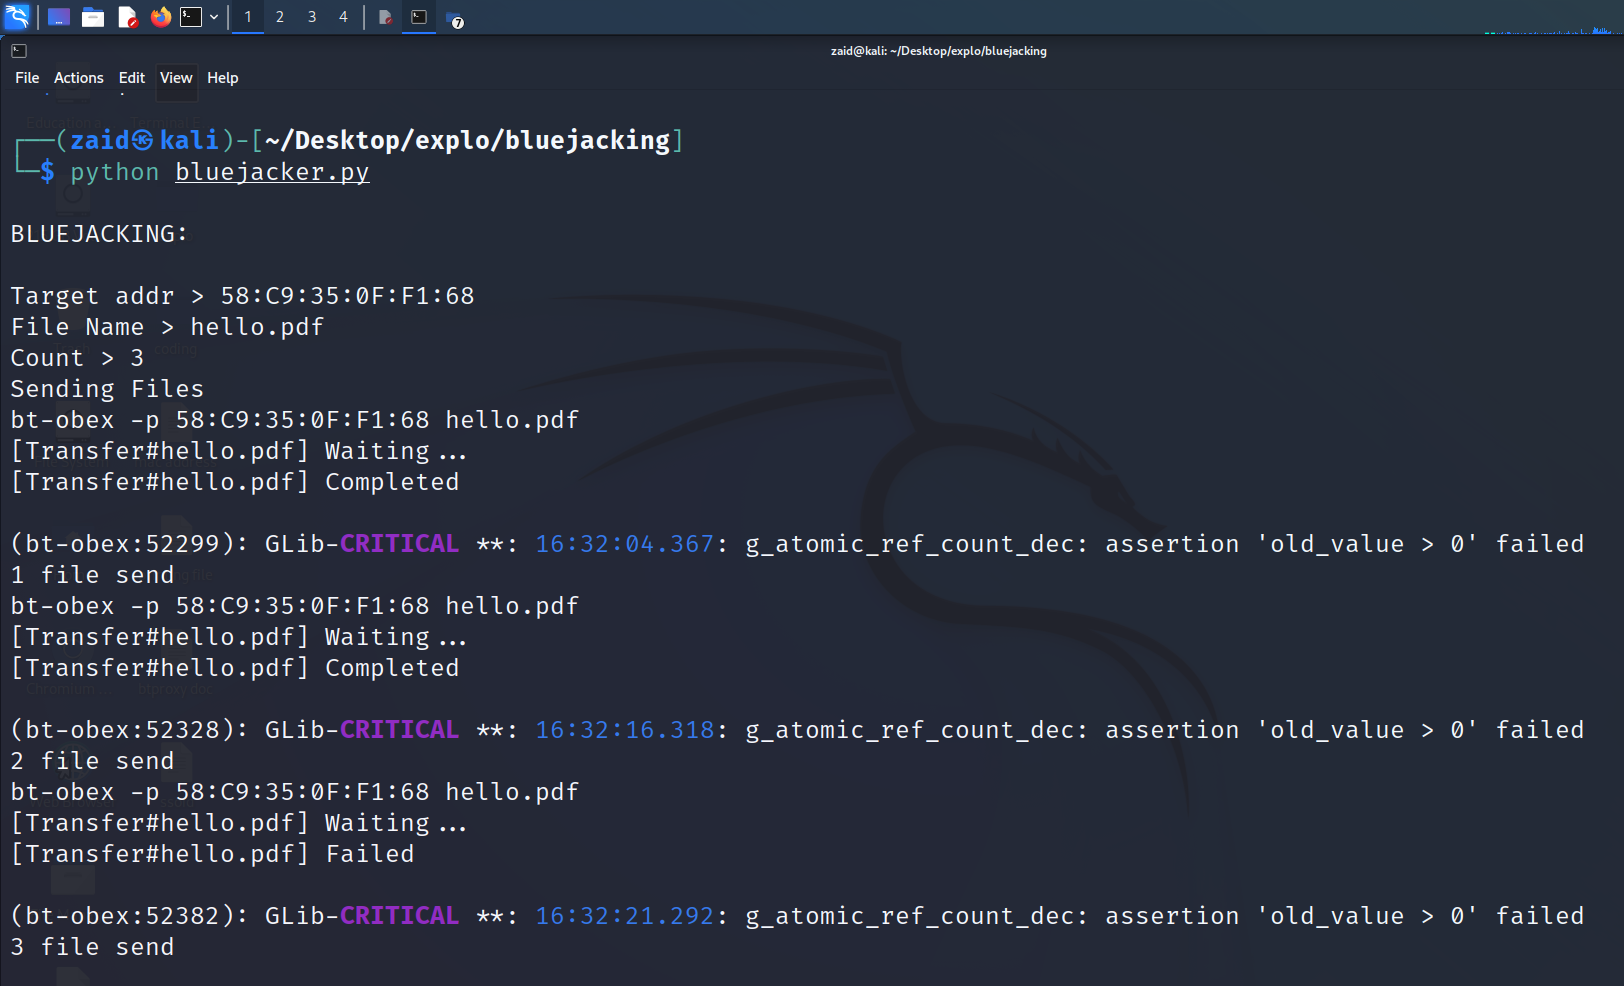 1 2 3 4
7
zaid@kali: ~/Desktop/explo/bluejacking
File Actions Edit View Help
(zaid㉿kali)-[~/Desktop/explo/bluejacking]
$ python bluejacker.py
BLUEJACKING:
Target addr > 58:C9:35:0F:F1:68
File Name > hello.pdf
Count > 3
Sending Files
bt-obex -p 58:C9:35:0F:F1:68 hello.pdf
[Transfer#hello.pdf] Waiting...
[Transfer#hello.pdf] Completed
(bt-obex:52299): GLib-CRITICAL **: 16:32:04.367: g_atomic_ref_count_dec: assertion 'old_value > 0' failed
1 file send
bt-obex -p 58:C9:35:0F:F1:68 hello.pdf
[Transfer#hello.pdf] Waiting...
[Transfer#hello.pdf] Completed
(bt-obex:52328): GLib-CRITICAL **: 16:32:16.318: g_atomic_ref_count_dec: assertion 'old_value > 0' failed
2 file send
bt-obex -p 58:C9:35:0F:F1:68 hello.pdf
[Transfer#hello.pdf] Waiting...
[Transfer#hello.pdf] Failed
(bt-obex:52382): GLib-CRITICAL **: 16:32:21.292: g_atomic_ref_count_dec: assertion 'old_value > 0' failed
3 file send